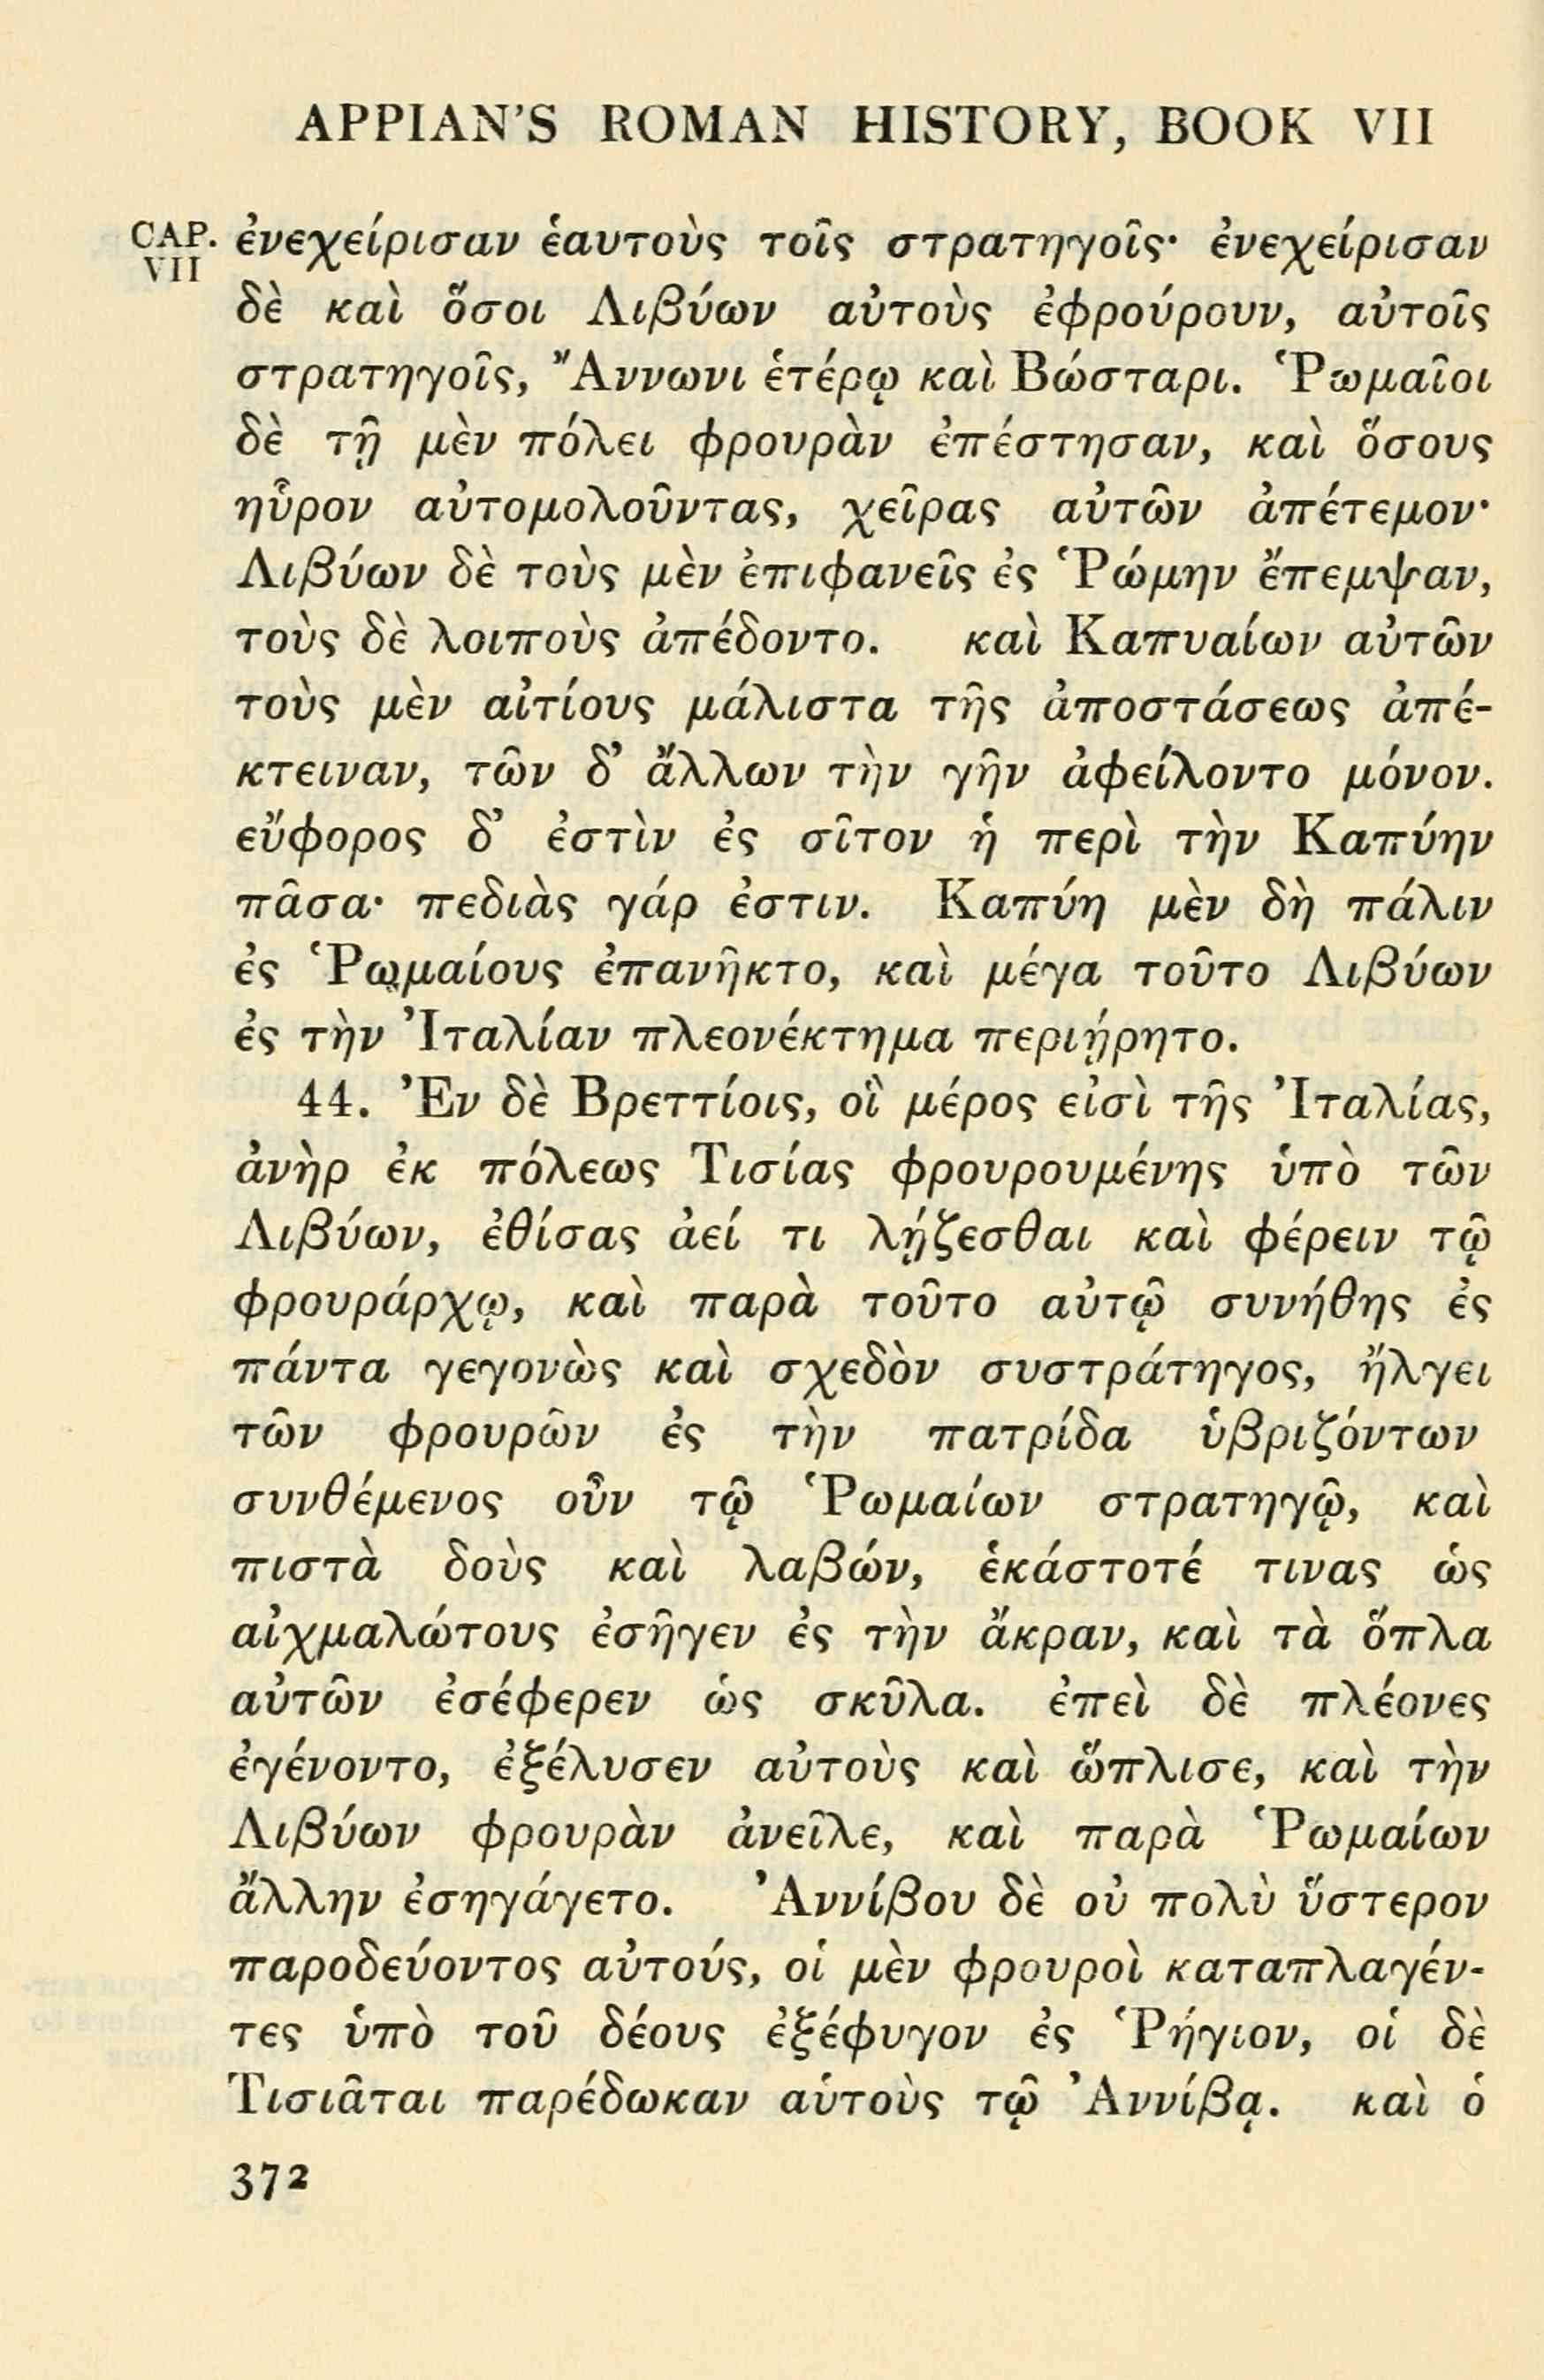 APPIAN'S ROMAN HISTORY, BOOK VII
CAP. VII
ἐνεχείρισαν ἑαυτοὺς τοῖς στρατηγοῖς· ἐνεχείρισαν
δὲ καὶ ὅσοι Λιβύων αὐτοὺς ἐφρούρουν, αὐτοῖς
στρατηγοῖς, Ἄννωνι ἑτέρῳ καὶ Βώσταρι. Ῥωμαῖοι
δὲ τῇ μὲν πόλει φρουρὰν ἐπέστησαν, καὶ ὅσους
ηὗρον αὐτομολοῦντας, χεῖρας αὐτῶν ἀπέτεμον·
Λιβύων δὲ τοὺς μὲν ἐπιφανεῖς ἐς Ῥώμην ἔπεμψαν,
τοὺς δὲ λοιποὺς ἀπέδοντο. καὶ Καπυαίων αὐτῶν
τοὺς μὲν αἰτίους μάλιστα τῆς ἀποστάσεως ἀπέ-
κτειναν, τῶν δ' ἄλλων τὴν γῆν ἀφείλοντο μόνον.
εὔφορος δ' ἐστὶν ἐς σῖτον ἡ περὶ τὴν Καπύην
πᾶσα· πεδιὰς γάρ ἐστιν. Καπύη μὲν δὴ πάλιν
ἐς Ῥωμαίους ἐπανῆκτο, καὶ μέγα τοῦτο Λιβύων
ἐς τὴν Ἰταλίαν πλεονέκτημα περιῄρητο.
44. Ἐν δὲ Βρεττίοις, οἳ μέρος εἰσὶ τῆς Ἰταλίας,
ἀνὴρ ἐκ πόλεως Τισίας φρουρουμένης ὑπὸ τῶν
Λιβύων, ἐθίσας ἀεί τι λῄζεσθαι καὶ φέρειν τῷ
φρουράρχῳ, καὶ παρὰ τοῦτο αὐτῷ συνήθης ἐς
πάντα γεγονὼς καὶ σχεδὸν συστράτηγος, ἤλγει
τῶν φρουρῶν ἐς τὴν πατρίδα ὑβριζόντων
συνθέμενος οὖν τῷ Ῥωμαίων στρατηγῷ, καὶ
πιστὰ δοὺς καὶ λαβών, ἑκάστοτέ τινας ὡς
αἰχμαλώτους ἐσῆγεν ἐς τὴν ἄκραν, καὶ τὰ ὅπλα
αὐτῶν ἐσέφερεν ὡς σκῦλα. ἐπεὶ δὲ πλέονες
ἐγένοντο, ἐξέλυσεν αὐτοὺς καὶ ὥπλισε, καὶ τὴν
Λιβύων φρουρὰν ἀνεῖλε, καὶ παρὰ Ῥωμαίων
ἄλλην ἐσηγάγετο. Ἀννίβου δὲ οὐ πολὺ ὕστερον
παροδεύοντος αὐτούς, οἱ μὲν φρουροὶ καταπλαγέν-
τες ὑπὸ τοῦ δέους ἐξέφυγον ἐς Ῥήγιον, οἱ δὲ
Τισιᾶται παρέδωκαν αὑτοὺς τῷ Ἀννίβᾳ. καὶ ὁ
372